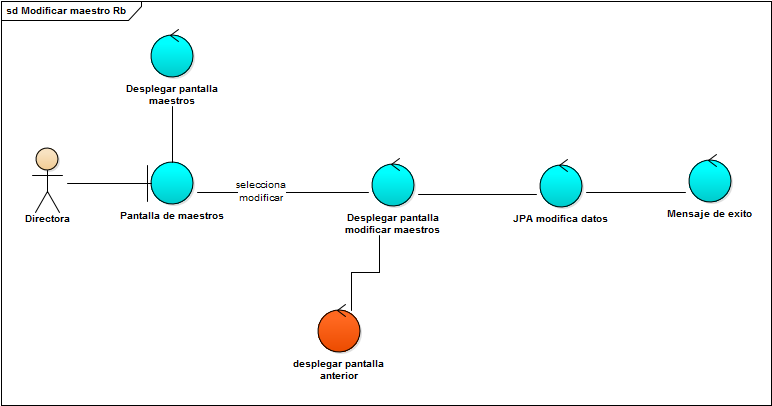 sd Modificar maestro Rb
Desplegar pantalla
maestros
selecciona
modificar
Directora
Pantalla de maestros
Desplegar pantalla
modificar maestros
JPA modifica datos
Mensaje de exito
desplegar pantalla
anterior